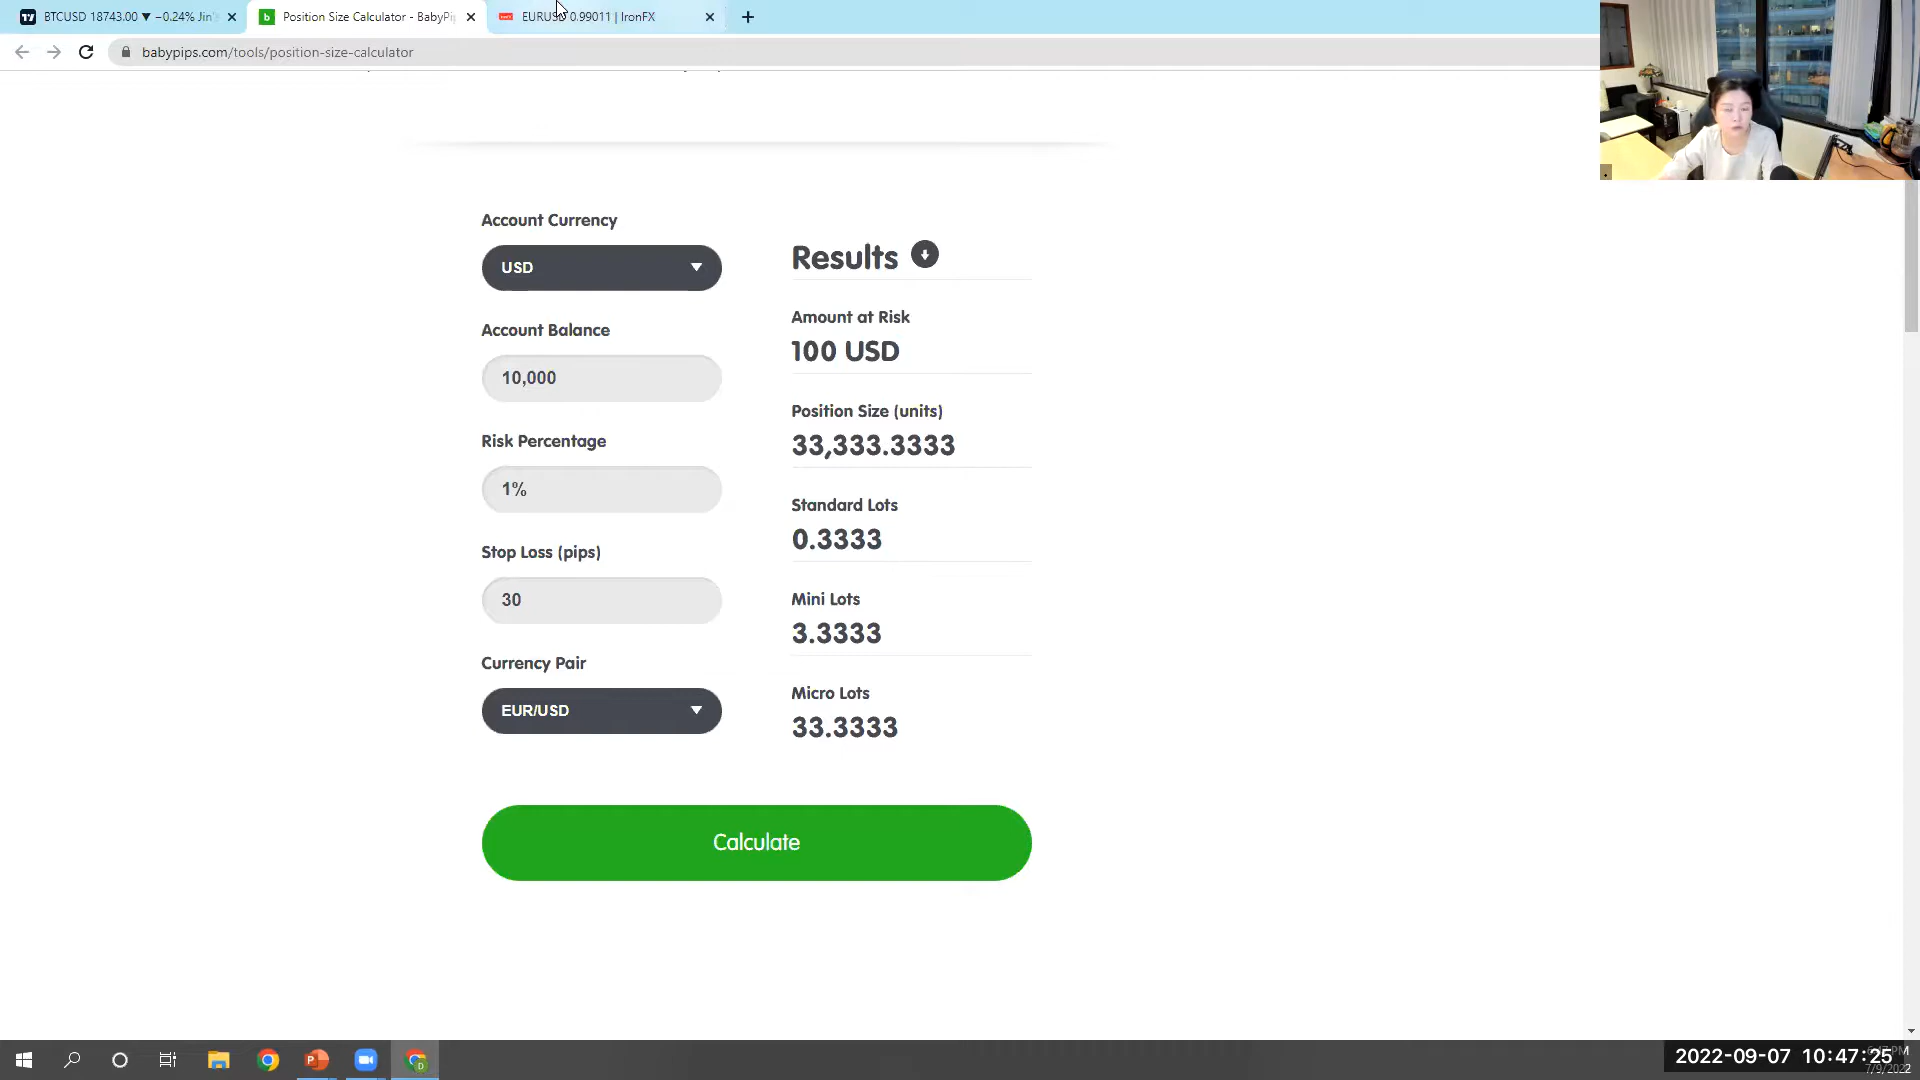 BTCUSD 18743.00 ▼ −0.24% Jin's
Position Size Calculator - BabyPi
EURUS 0.99011 | IronFX
babypips.com/tools/position-size-calculator
Account Currency
USD
Account Balance
10,000
Risk Percentage
1%
Stop Loss (pips)
30
Currency Pair
EUR/USD
Results
Amount at Risk
100 USD
Position Size (units)
33,333.3333
Standard Lots
0.3333
Mini Lots
3.3333
Micro Lots
33.3333
Calculate
2022-09-07 10:47:25